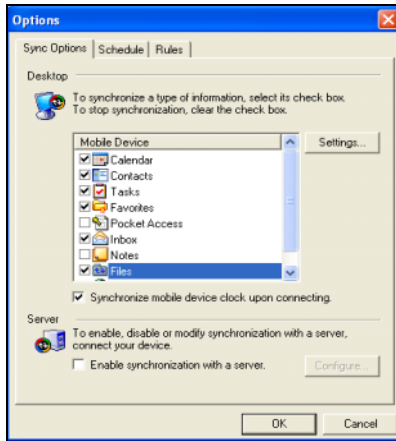 Options
Sync Options Schedule Rules
Desktop
To synchronize a type of information, select its check box.
To stop synchronization, clear the check box.
Mobile Device Settings...
Calendar
Contacts
Tasks
Favorites
Pocket Access
Inbox
Notes
Files
Synchronize mobile device clock upon connecting.
Server
To enable, disable or modify synchronization with a server,
connect your device.
Enable synchronization with a server. Configure...
OK Cancel